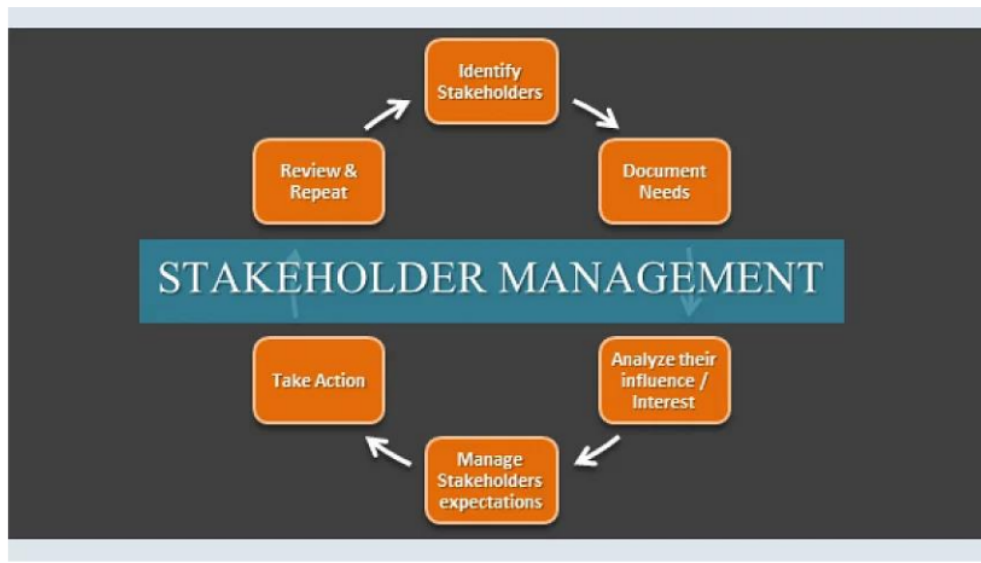 Identify
Stakeholders
Review &
Repeat
Document
Needs
STAKEHOLDER MANAGEMENT
Take Action
Analyze their
influence /
Interest
Manage
Stakeholders
expectations